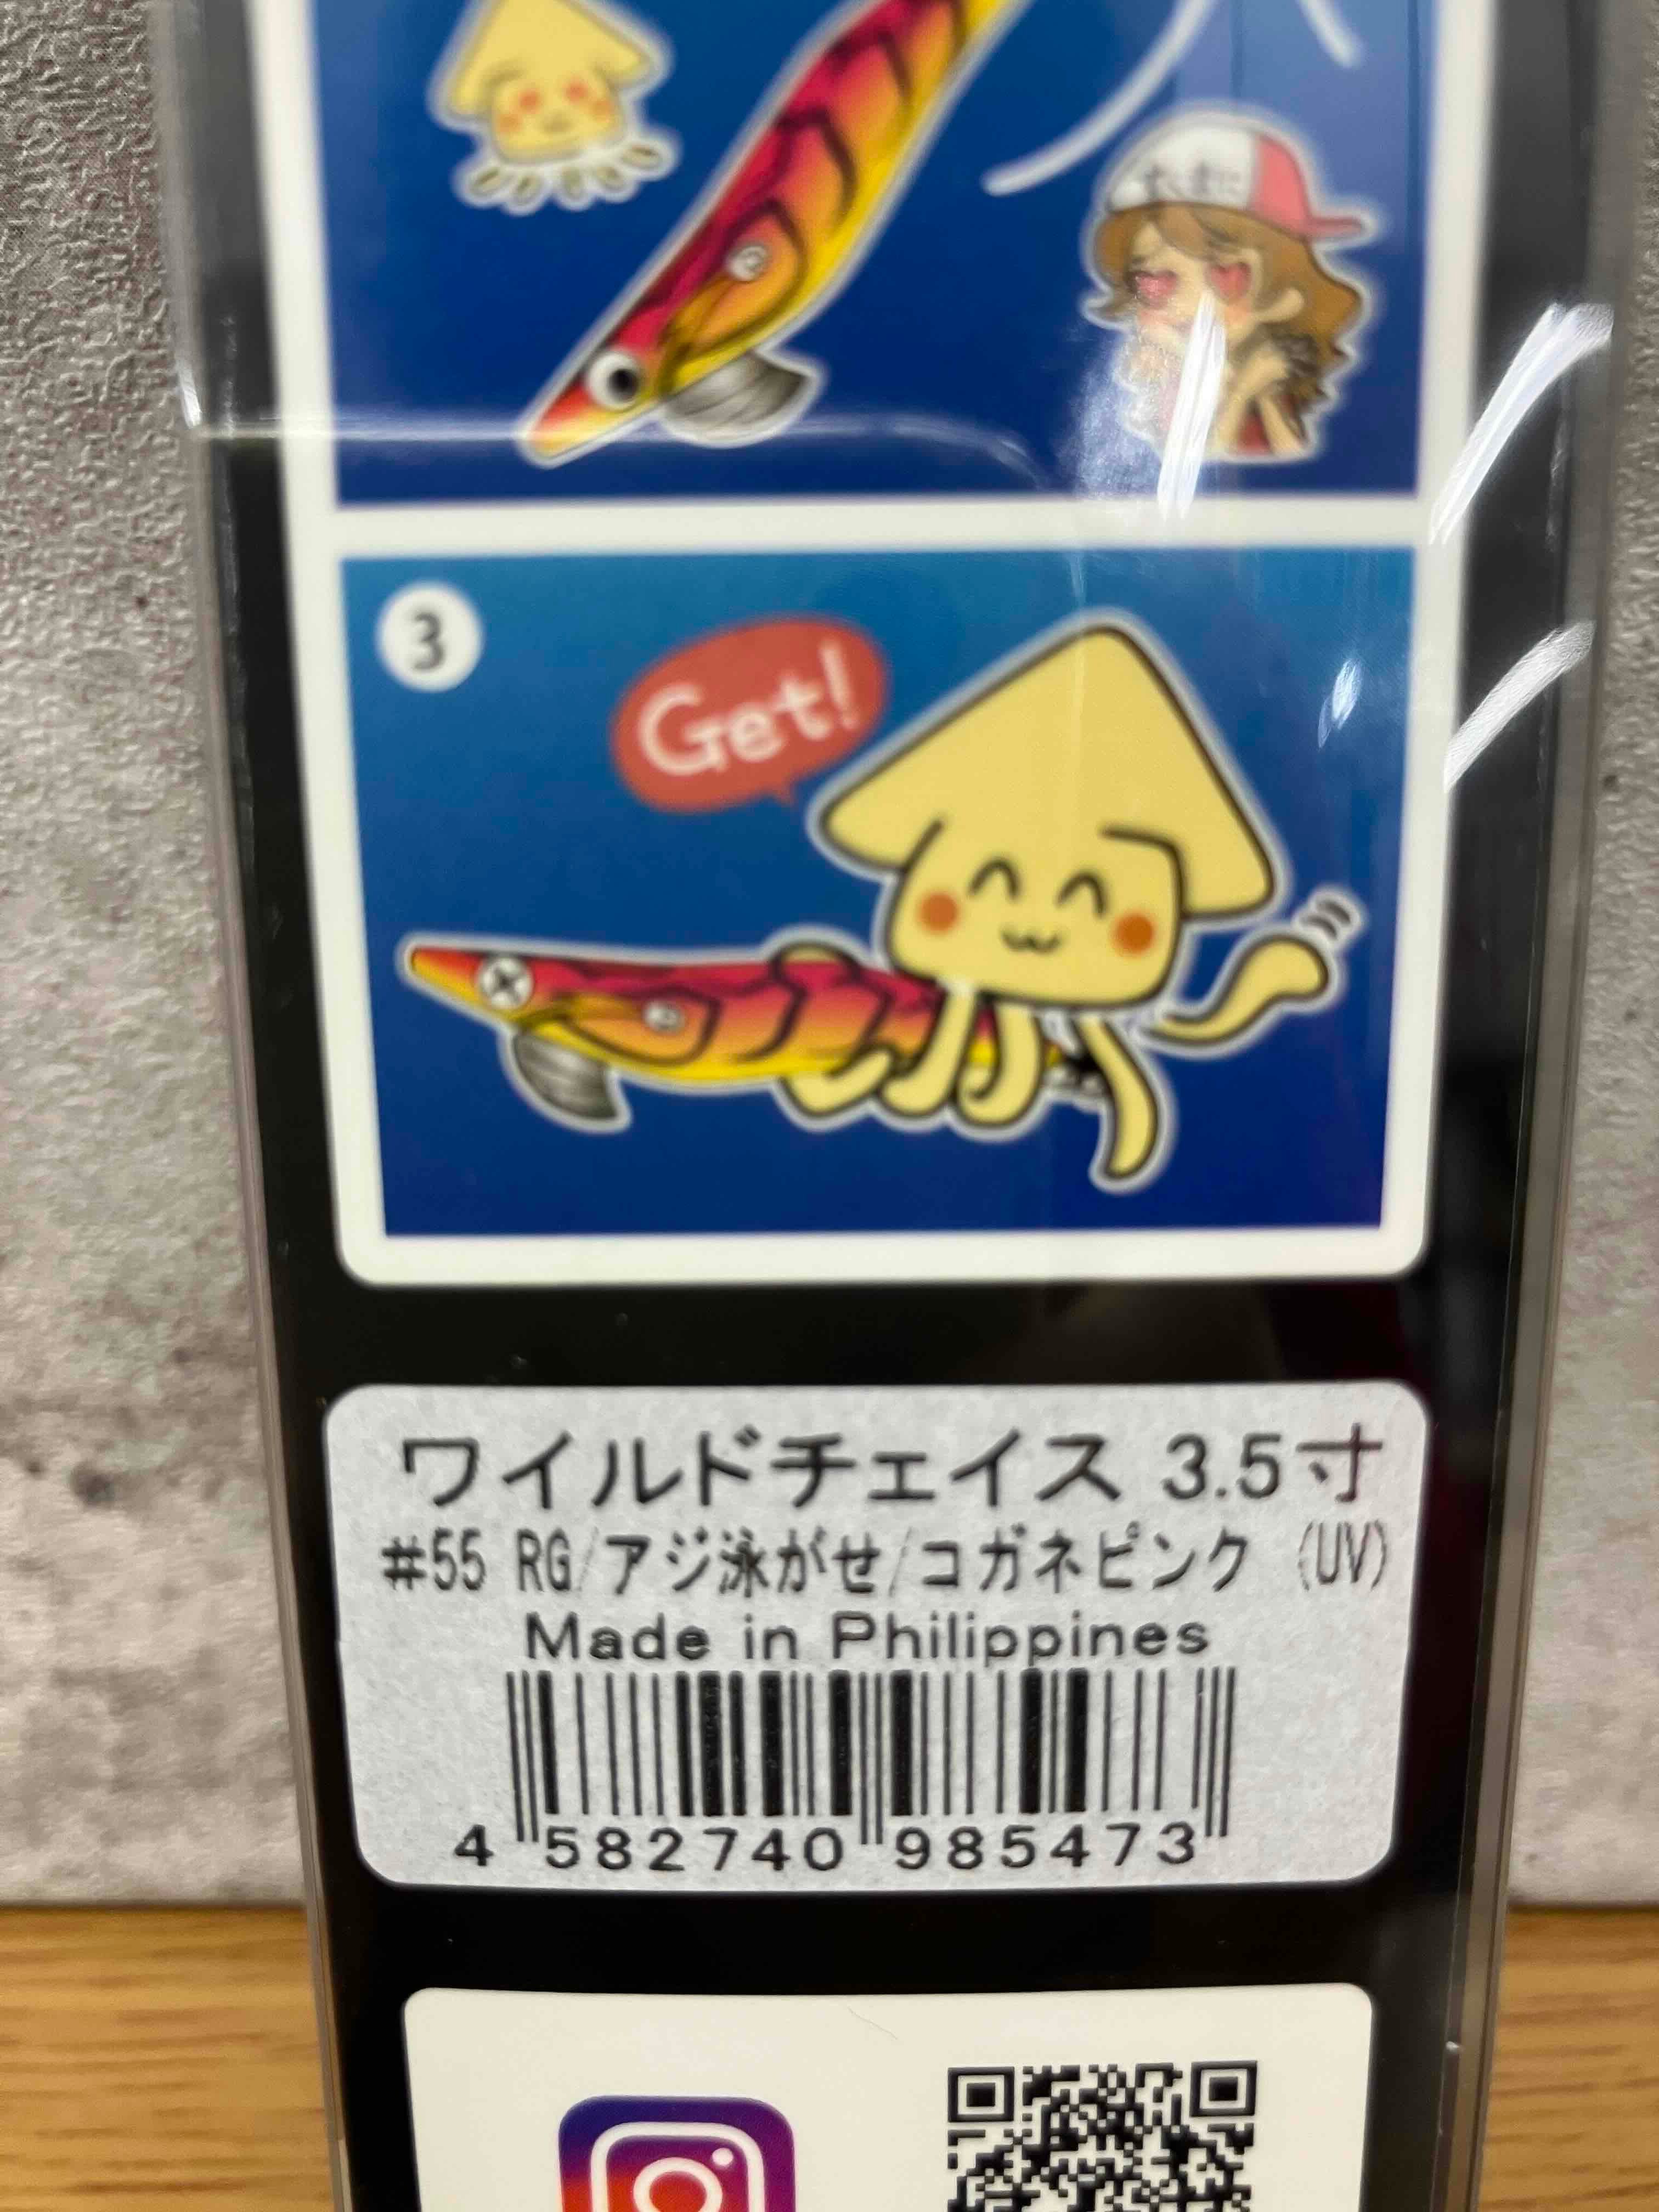 3
Get!
ワイルドチェイス 3.5寸
#55 RG/アジ泳がせ/コガネピンク (UV)
Made in Philippines
4 582740 985473